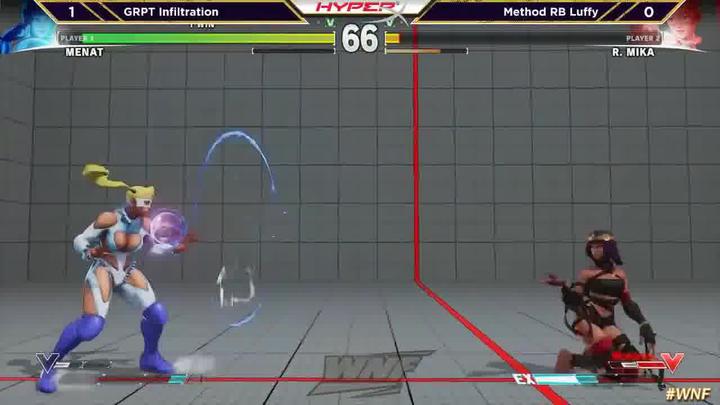 1 GRPT Infiltration HYPER Method RB Luffy 0
1 WIN
PLAYER 1 66 PLAYER 2
MENAT R. MIKA
V V
WNF
EX
#WNF